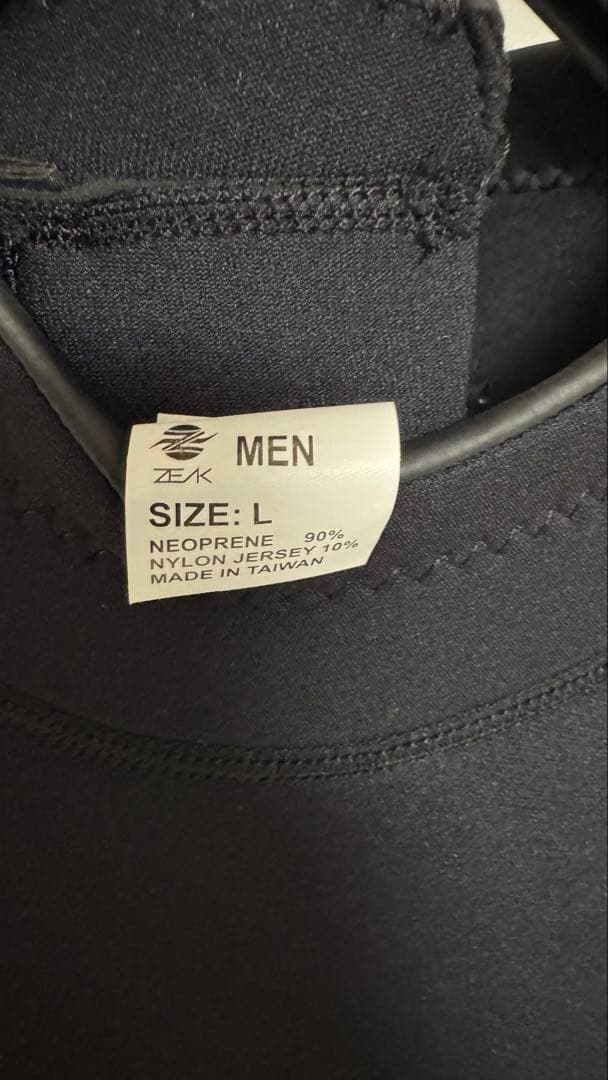 MEN
ZEAK
SIZE: L
NEOPRENE 90%
NYLON JERSEY 10%
MADE IN TAIWAN